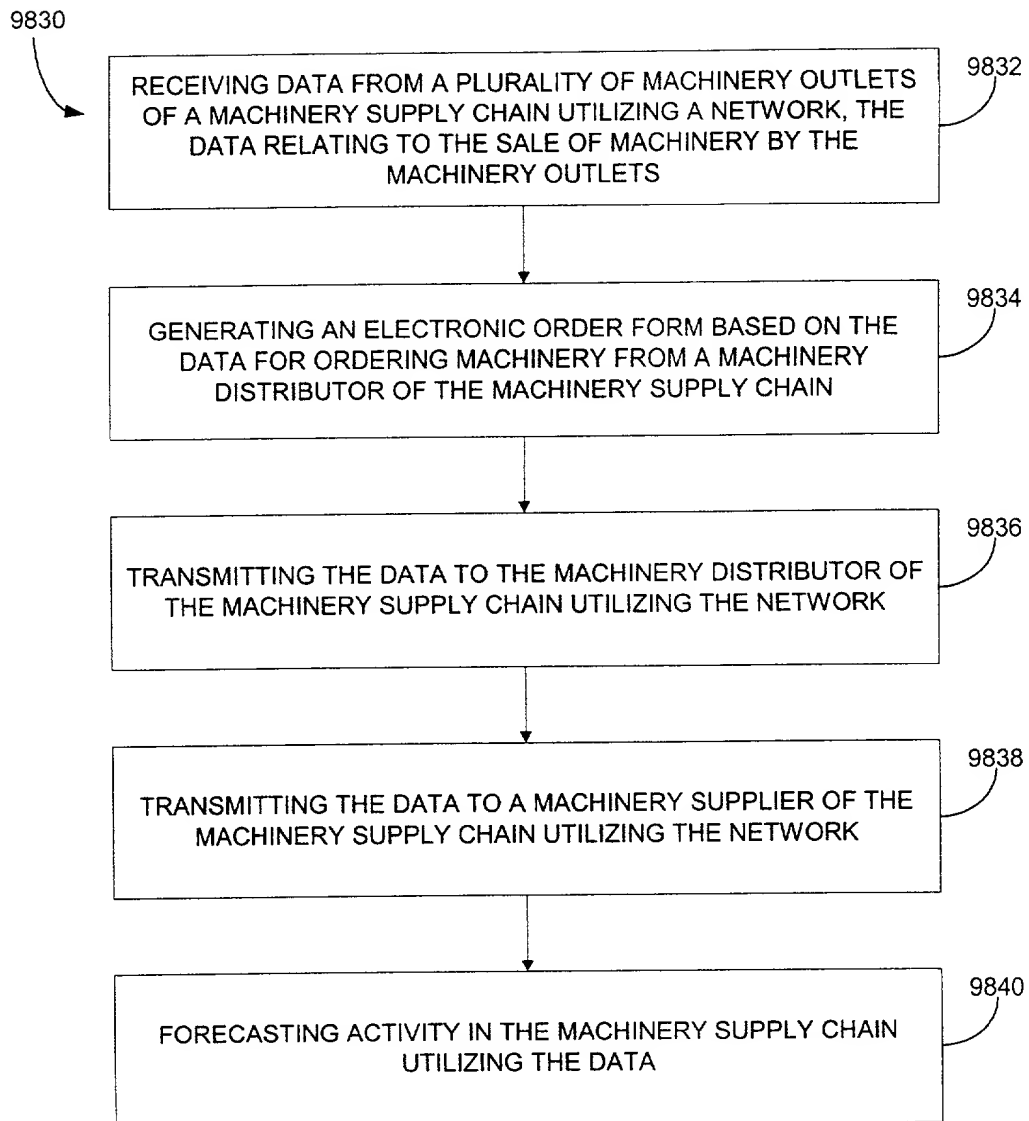 9830
RECEIVING DATA FROM A PLURALITY OF MACHINERY OUTLETS
OF A MACHINERY SUPPLY CHAIN UTILIZING A NETWORK, THE
DATA RELATING TO THE SALE OF MACHINERY BY THE
MACHINERY OUTLETS
9832
GENERATING AN ELECTRONIC ORDER FORM BASED ON THE
DATA FOR ORDERING MACHINERY FROM A MACHINERY
DISTRIBUTOR OF THE MACHINERY SUPPLY CHAIN
9834
TRANSMITTING THE DATA TO THE MACHINERY DISTRIBUTOR OF
THE MACHINERY SUPPLY CHAIN UTILIZING THE NETWORK
9836
TRANSMITTING THE DATA TO A MACHINERY SUPPLIER OF THE
MACHINERY SUPPLY CHAIN UTILIZING THE NETWORK
9838
FORECASTING ACTIVITY IN THE MACHINERY SUPPLY CHAIN
UTILIZING THE DATA
9840